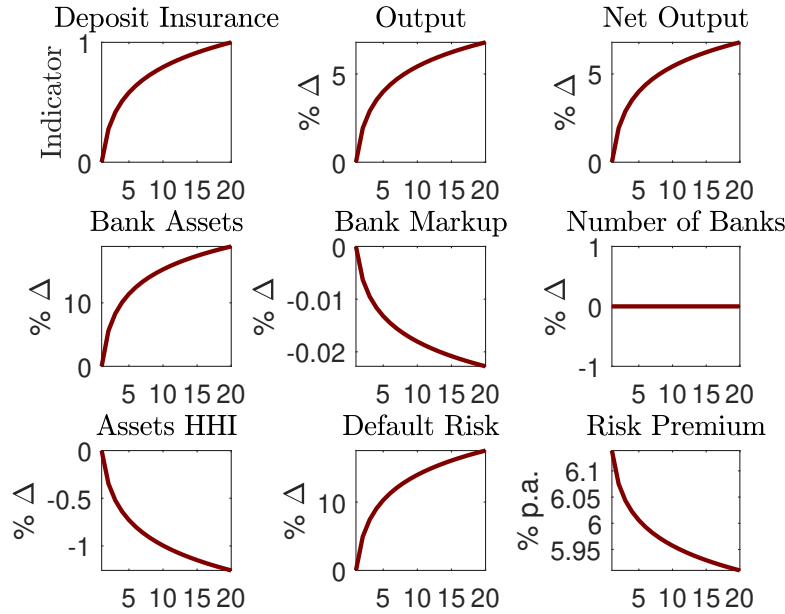 Deposit Insurance
Output
Net Output
Indicator
1
0
5 10 15 20
% Δ
5
0
5 10 15 20
% Δ
5
0
5 10 15 20
Bank Assets
Bank Markup
Number of Banks
% Δ
10
0
5 10 15 20
% Δ
0
-0.01
-0.02
5 10 15 20
% Δ
1
0
-1
5 10 15 20
Assets HHI
Default Risk
Risk Premium
% Δ
0
-0.5
-1
5 10 15 20
% Δ
10
0
5 10 15 20
% p.a.
6.1
6.05
6
5.95
5 10 15 20